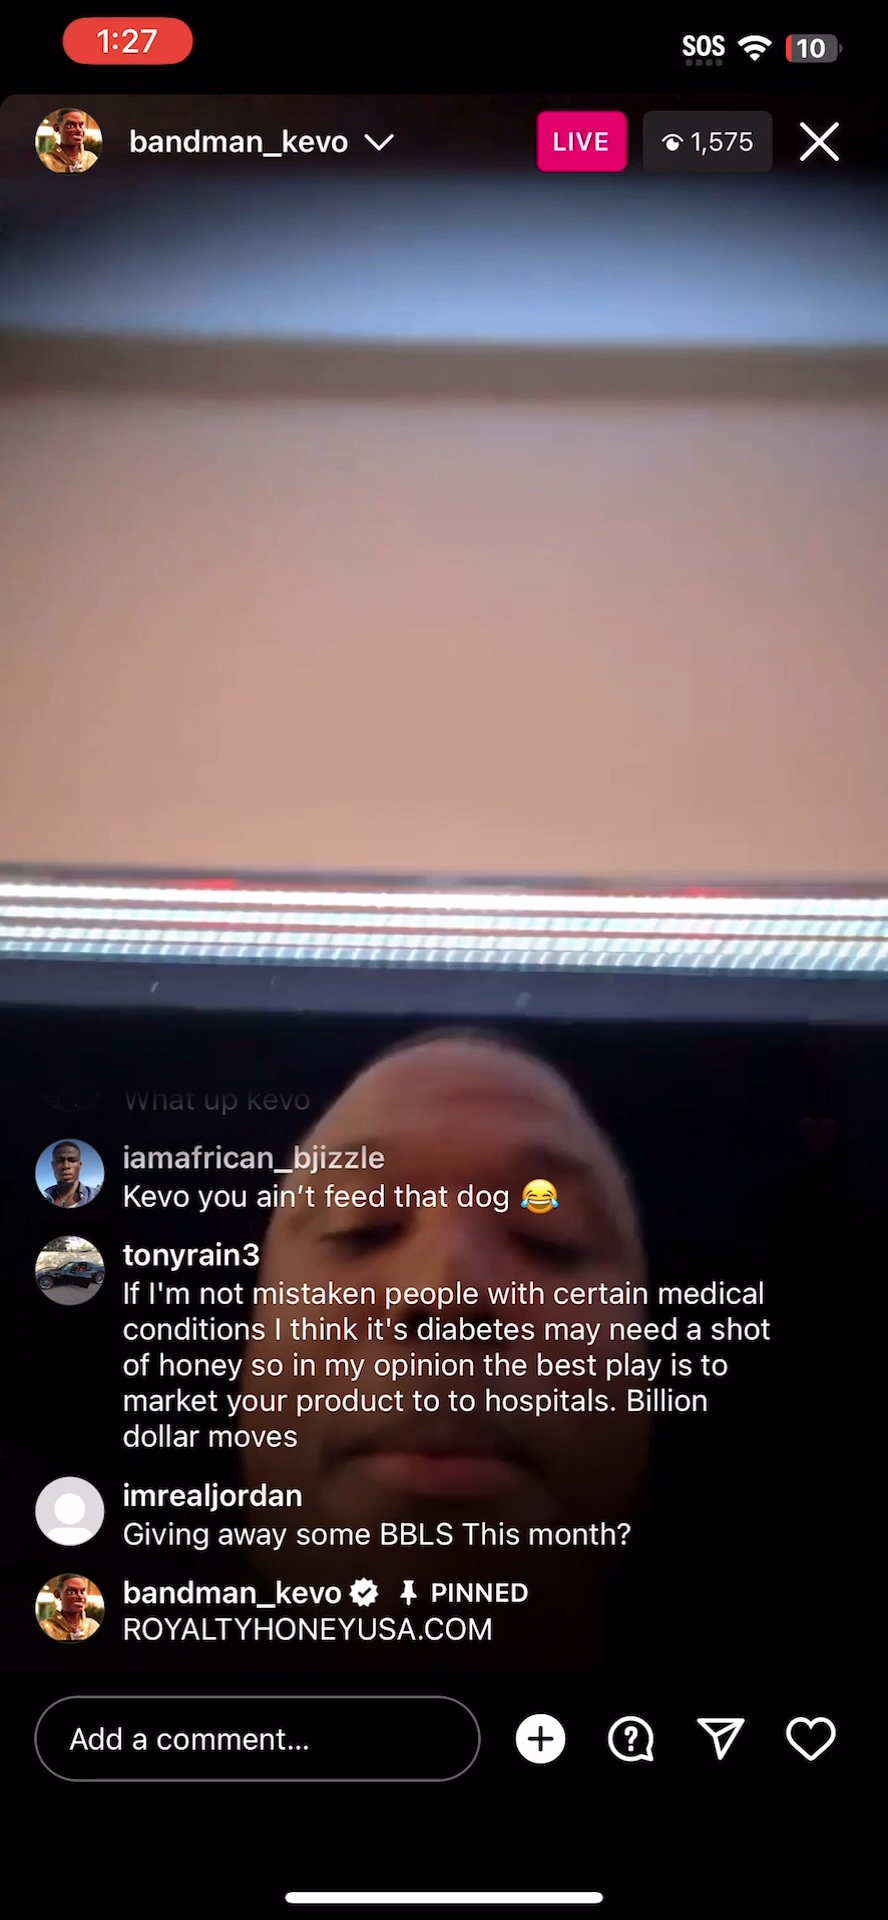 1:27
SOS
10
bandman_kevo
LIVE
1,575
What up kevo
iamafrican_bjizzle
Kevo you ain't feed that dog 😂
tonyrain3
If I'm not mistaken people with certain medical
conditions I think it's diabetes may need a shot
of honey so in my opinion the best play is to
market your product to to hospitals. Billion
dollar moves
imrealjordan
Giving away some BBLS This month?
bandman_kevo PINNED
ROYALTYHONEYUSA.COM
Add a comment...